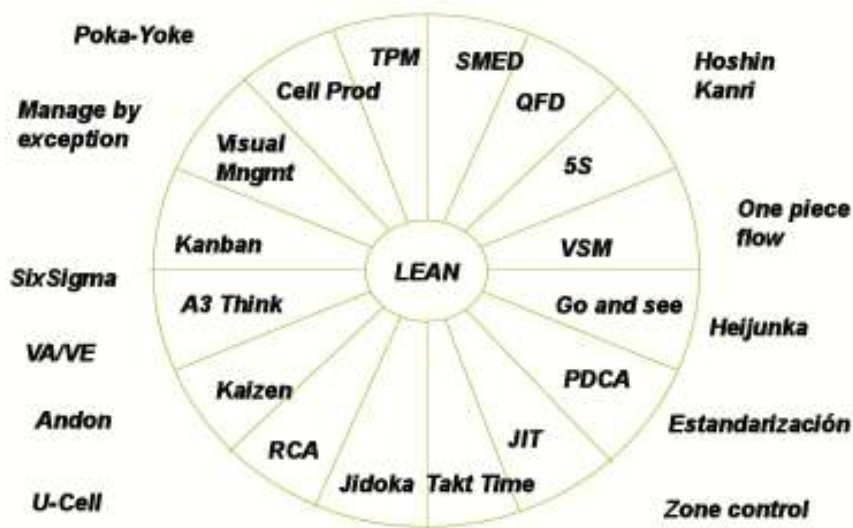 Poka-Yoke
TPM
SMED
Hoshin
Kanri
Cell Prod
QFD
Manage by
exception
Visual
Mngmt
5S
One piece
flow
Kanban
VSM
LEAN
SixSigma
A3 Think
Go and see
Heijunka
VA/VE
Kaizen
PDCA
Andon
Estandarización
RCA
JIT
Jidoka
Takt Time
U-Cell
Zone control